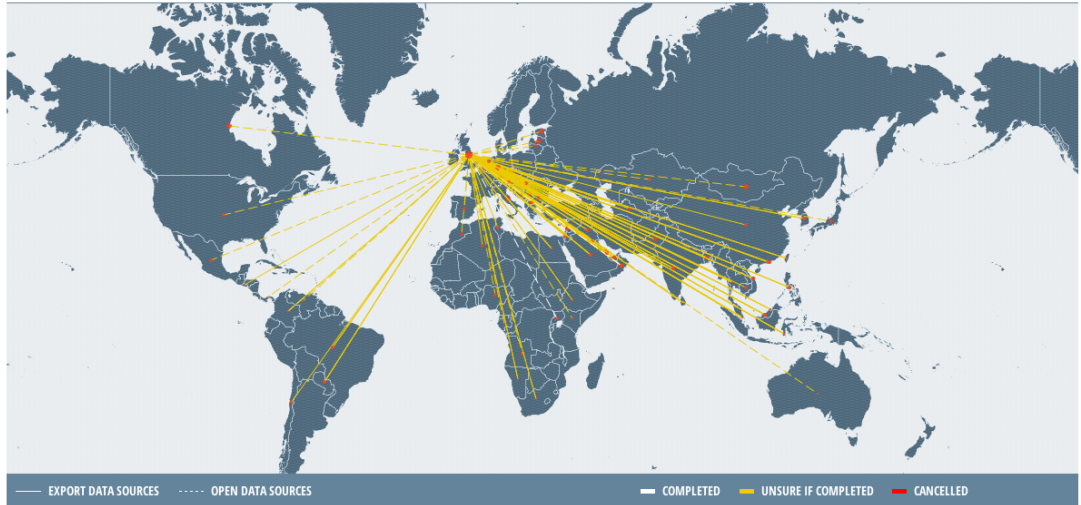 EXPORT DATA SOURCES
OPEN DATA SOURCES
COMPLETED
UNSURE IF COMPLETED
CANCELLED